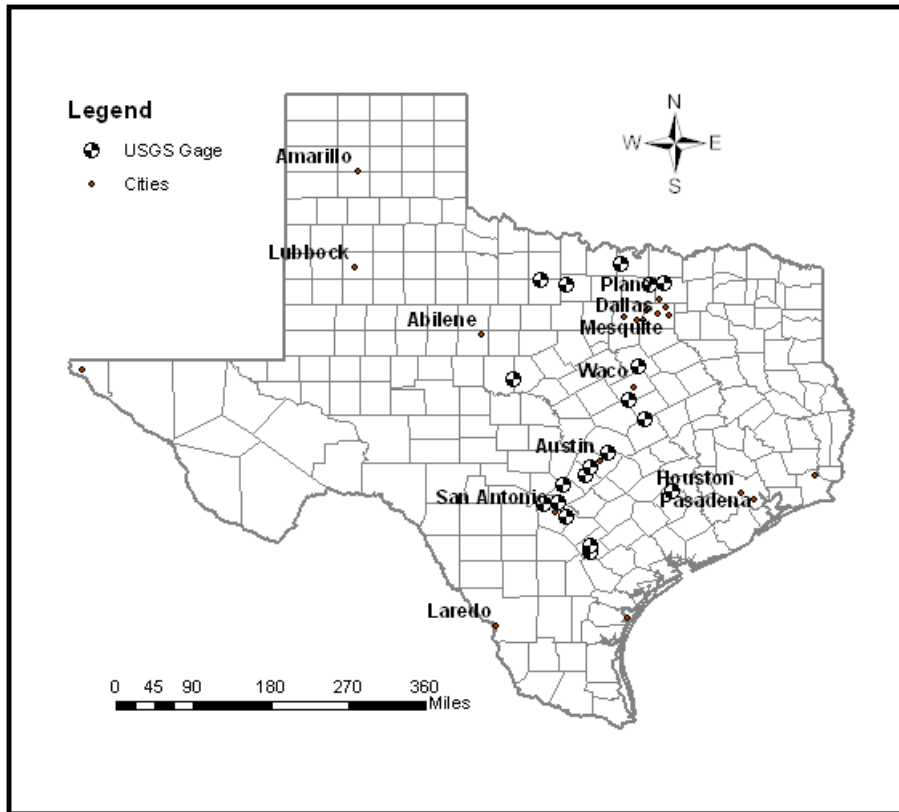 N
Legend
USGS Gage
W E
Amarillo
Cities
S
Lubbock
Plano
Dallas
Abilene
Mesquite
Waco
Austin
Houston
San Antonio
Pasadena
Laredo
0 45 90 180 270 360
Miles